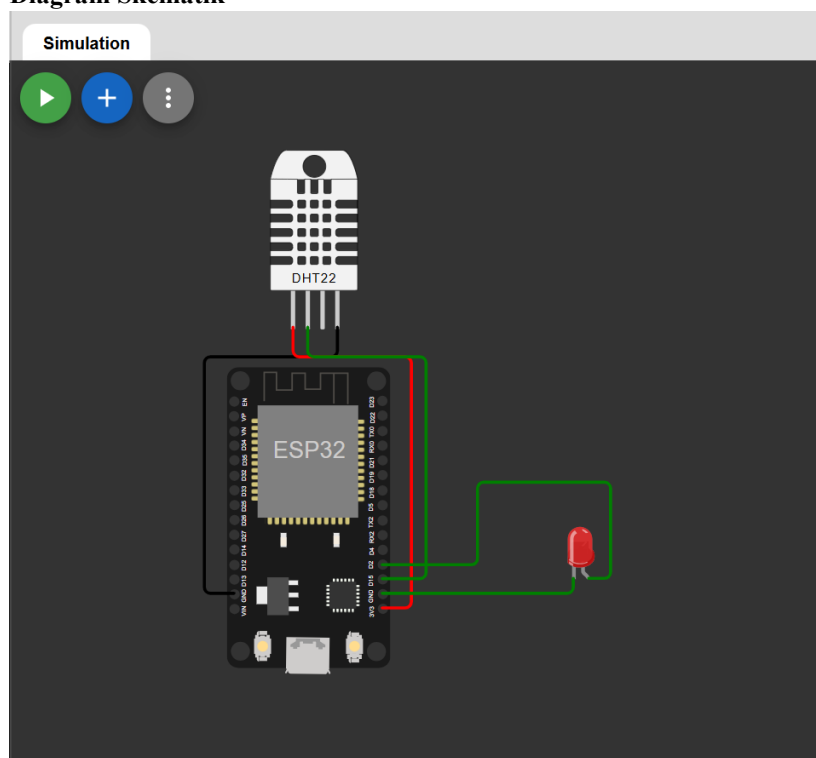 Diagram Skematik
Simulation
DHT22
ESP32
EN
VP
VN
D34
D35
D32
D33
D25
D26
D27
D14
D12
D13
GND
VIN
D23
D22
TX0
RX0
D21
D19
D18
D5
TX2
RX2
D4
D2
D15
GND
3V3